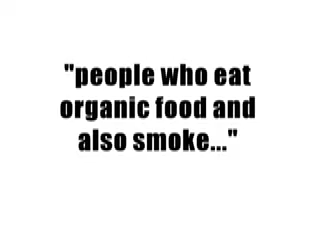 "people who eat
organic food and
also smoke..."